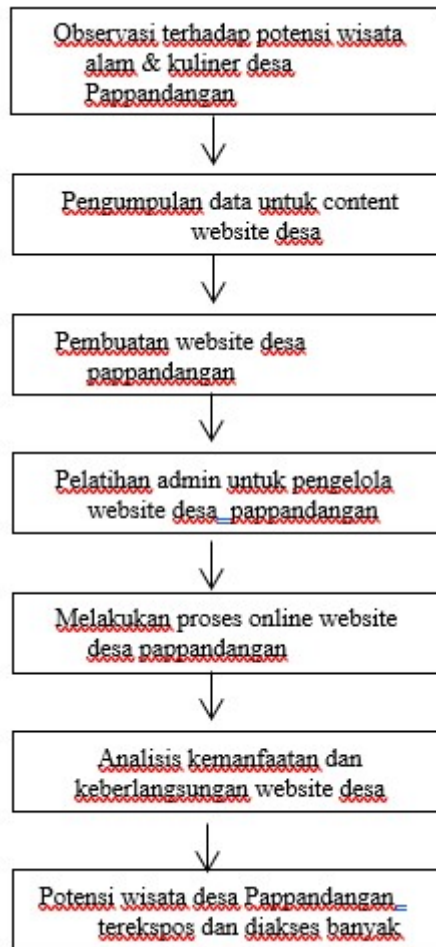 Observasi terhadap potensi wisata
alam & kuliner desa
Pappandangan
Pengumpulan data untuk content
website desa
Pembuatan website desa
pappandangan
Pelatihan admin untuk pengelola
website desa pappandangan
Melakukan proses online website
desa pappandangan
Analisis kemanfaatan dan
keberlangsungan website desa
Potensi wisata desa Pappandangan
terekspos dan diakses banyak